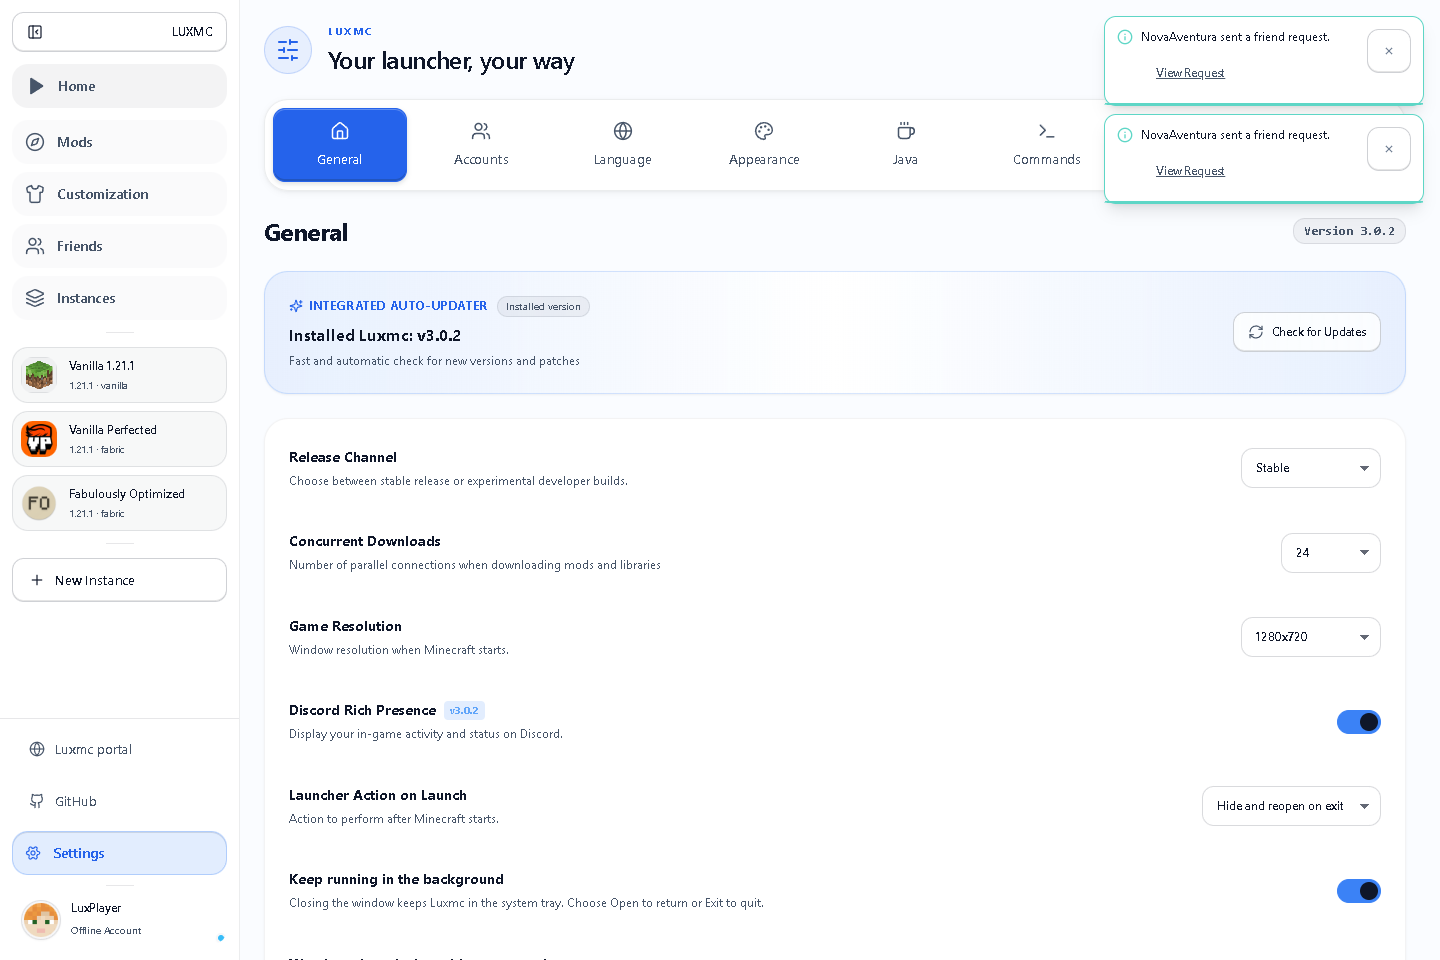 LUXMC
Home
Mods
Customization
Friends
Instances
Vanilla 1.21.1
1.21.1 · vanilla
Vanilla Perfected
1.21.1 · fabric
Fabulously Optimized
1.21.1 · fabric
New Instance
Luxmc portal
GitHub
Settings
LuxPlayer
Offline Account
LUXMC
Your launcher, your way
General
Accounts
Language
Appearance
Java
Commands
NovaAventura sent a friend request.
View Request
NovaAventura sent a friend request.
View Request
General
Version 3.0.2
INTEGRATED AUTO-UPDATER
Installed version
Installed Luxmc: v3.0.2
Fast and automatic check for new versions and patches
Check for Updates
Release Channel
Choose between stable release or experimental developer builds.
Stable
Concurrent Downloads
Number of parallel connections when downloading mods and libraries
24
Game Resolution
Window resolution when Minecraft starts.
1280x720
Discord Rich Presence
v3.0.2
Display your in-game activity and status on Discord.
Launcher Action on Launch
Action to perform after Minecraft starts.
Hide and reopen on exit
Keep running in the background
Closing the window keeps Luxmc in the system tray. Choose Open to return or Exit to quit.